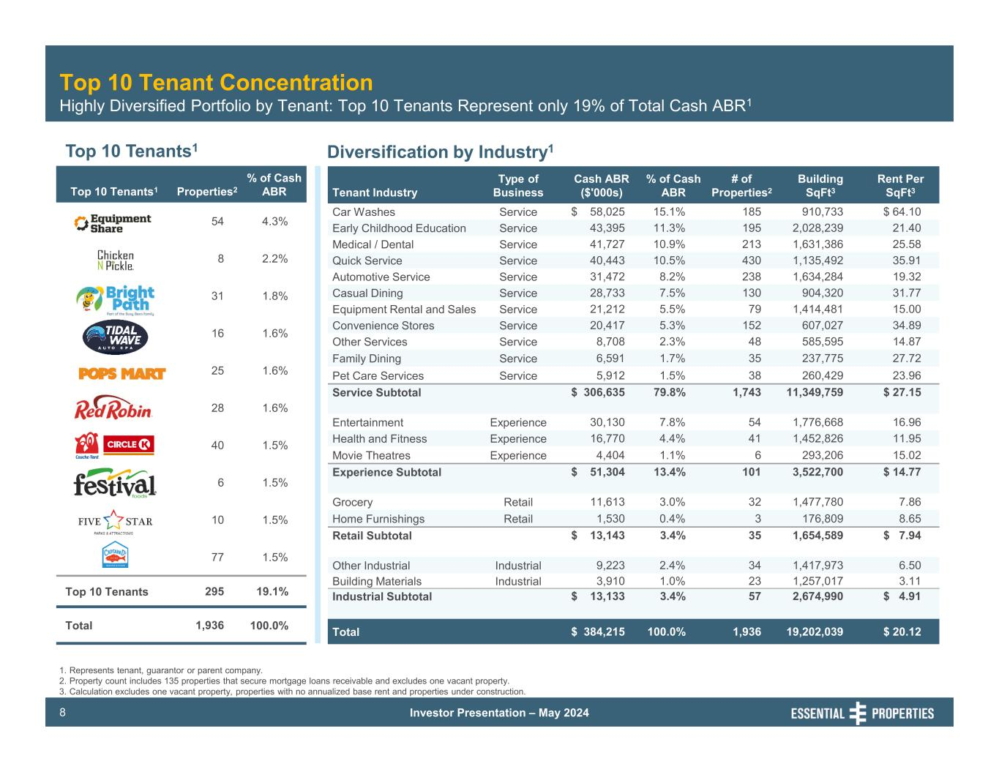 Top 10 Tenant Concentration
Highly Diversified Portfolio by Tenant: Top 10 Tenants Represent only 19% of Total Cash ABR1
Top 10 Tenants1
Top 10 Tenants1 Properties2 % of Cash ABR
Equipment Share 54 4.3%
Chicken N Pickle. 8 2.2%
Bright Path Part of the Busy Bees family 31 1.8%
TIDAL WAVE AUTO SPA 16 1.6%
POPS MART 25 1.6%
Red Robin 28 1.6%
Couche-Tard CIRCLE K 40 1.5%
festival foods 6 1.5%
FIVE STAR PARKS & ATTRACTIONS 10 1.5%
CAPTAIN D's 77 1.5%
Top 10 Tenants 295 19.1%
Total 1,936 100.0%
Diversification by Industry1
Tenant Industry Type of Business Cash ABR ($'000s) % of Cash ABR # of Properties2 Building SqFt3 Rent Per SqFt3
Car Washes Service $ 58,025 15.1% 185 910,733 $ 64.10
Early Childhood Education Service 43,395 11.3% 195 2,028,239 21.40
Medical / Dental Service 41,727 10.9% 213 1,631,386 25.58
Quick Service Service 40,443 10.5% 430 1,135,492 35.91
Automotive Service Service 31,472 8.2% 238 1,634,284 19.32
Casual Dining Service 28,733 7.5% 130 904,320 31.77
Equipment Rental and Sales Service 21,212 5.5% 79 1,414,481 15.00
Convenience Stores Service 20,417 5.3% 152 607,027 34.89
Other Services Service 8,708 2.3% 48 585,595 14.87
Family Dining Service 6,591 1.7% 35 237,775 27.72
Pet Care Services Service 5,912 1.5% 38 260,429 23.96
Service Subtotal $ 306,635 79.8% 1,743 11,349,759 $ 27.15
Entertainment Experience 30,130 7.8% 54 1,776,668 16.96
Health and Fitness Experience 16,770 4.4% 41 1,452,826 11.95
Movie Theatres Experience 4,404 1.1% 6 293,206 15.02
Experience Subtotal $ 51,304 13.4% 101 3,522,700 $ 14.77
Grocery Retail 11,613 3.0% 32 1,477,780 7.86
Home Furnishings Retail 1,530 0.4% 3 176,809 8.65
Retail Subtotal $ 13,143 3.4% 35 1,654,589 $ 7.94
Other Industrial Industrial 9,223 2.4% 34 1,417,973 6.50
Building Materials Industrial 3,910 1.0% 23 1,257,017 3.11
Industrial Subtotal $ 13,133 3.4% 57 2,674,990 $ 4.91
Total $ 384,215 100.0% 1,936 19,202,039 $ 20.12
1. Represents tenant, guarantor or parent company.
2. Property count includes 135 properties that secure mortgage loans receivable and excludes one vacant property.
3. Calculation excludes one vacant property, properties with no annualized base rent and properties under construction.
8 Investor Presentation – May 2024 ESSENTIAL PROPERTIES